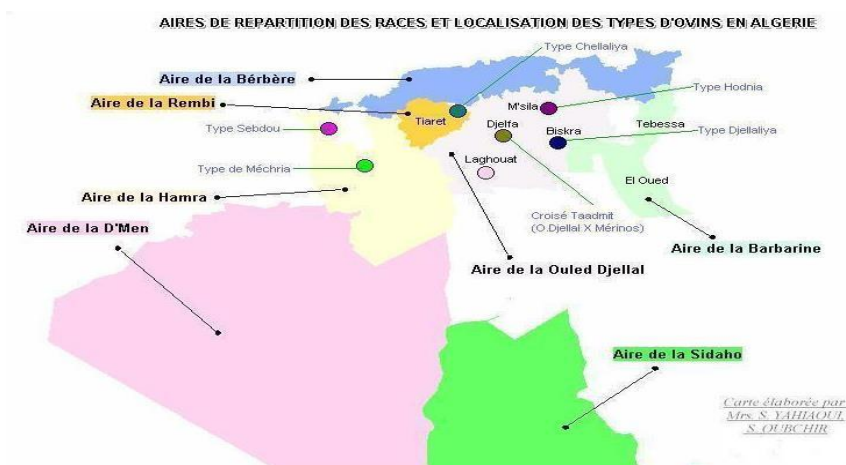 AIRES DE REPARTITION DES RACES ET LOCALISATION DES TYPES D'OVINS EN ALGERIE
Type Chellaliya
Aire de la Bérbère
Type Hodnia
Aire de la Rembi
M'sila
Tiaret
Djelfa
Biskra
Tebessa
Type Sebdou
Type Djellaliya
Laghouat
Type de Méchria
El Oued
Aire de la Hamra
Croisé Taadmit
(O.Djellal X Mérinos)
Aire de la D'Men
Aire de la Barbarine
Aire de la Ouled Djellal
Aire de la Sidaho
Carte élaborée par
Mrs. S. YAHIAOUI,
S. OUBCHIR